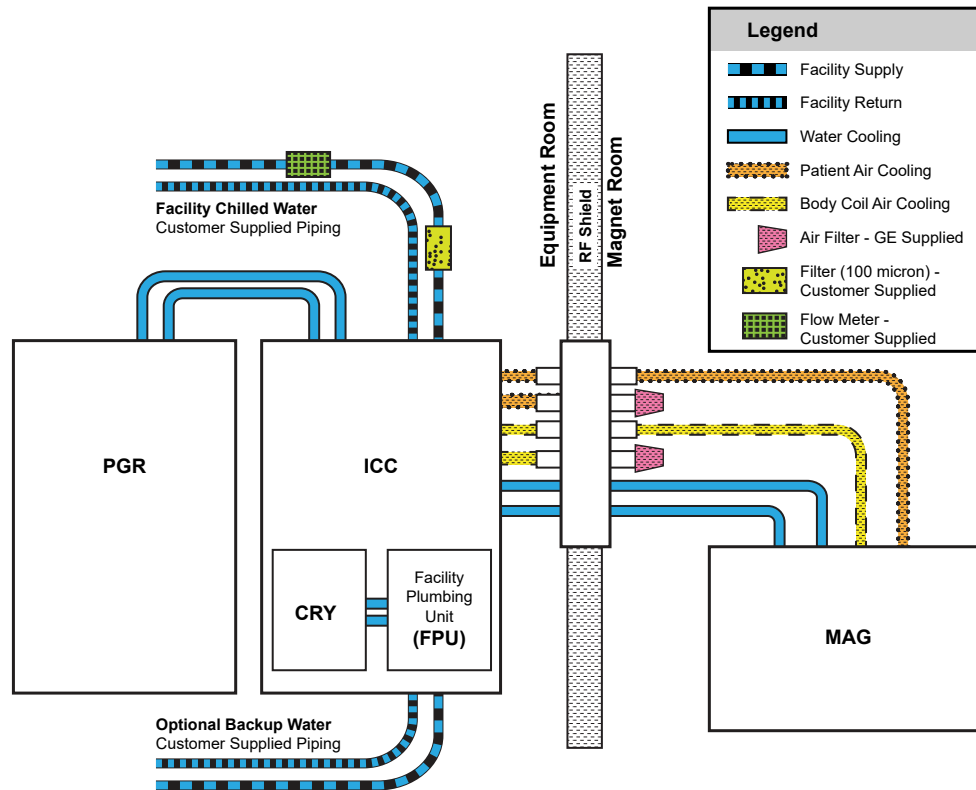 Legend
Facility Supply
Facility Return
Water Cooling
Patient Air Cooling
Body Coil Air Cooling
Air Filter - GE Supplied
Filter (100 micron) -
Customer Supplied
Flow Meter -
Customer Supplied
Equipment Room
RF Shield
Magnet Room
Facility Chilled Water
Customer Supplied Piping
PGR
ICC
CRY
Facility
Plumbing
Unit
(FPU)
MAG
Optional Backup Water
Customer Supplied Piping